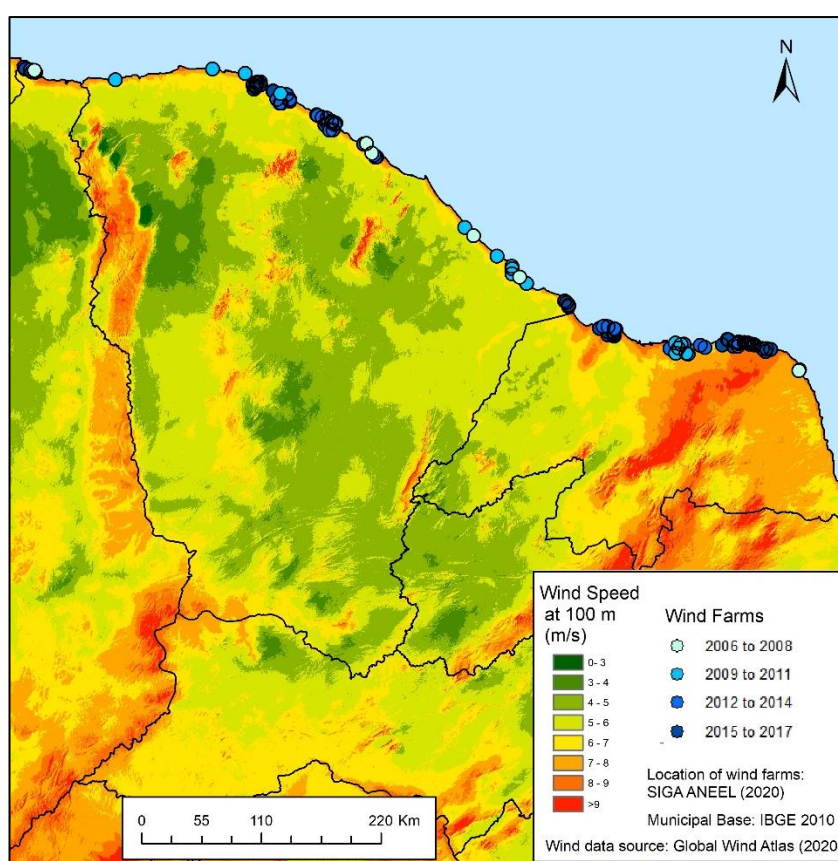 N
Wind Speed
at 100 m
(m/s)
0 - 3
3 - 4
4 - 5
5 - 6
6 - 7
7 - 8
8 - 9
>9
Wind Farms
2006 to 2008
2009 to 2011
2012 to 2014
2015 to 2017
Location of wind farms:
SIGA ANEEL (2020)
Municipal Base: IBGE 2010
Wind data source: Global Wind Atlas (2020
0 55 110 220 Km